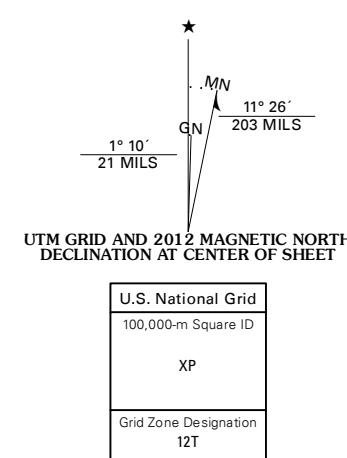 ★
MN
GN
11° 26´
203 MILS
1° 10´
21 MILS
UTM GRID AND 2012 MAGNETIC NORTH
DECLINATION AT CENTER OF SHEET
U.S. National Grid
100,000-m Square ID
XP
Grid Zone Designation
12T